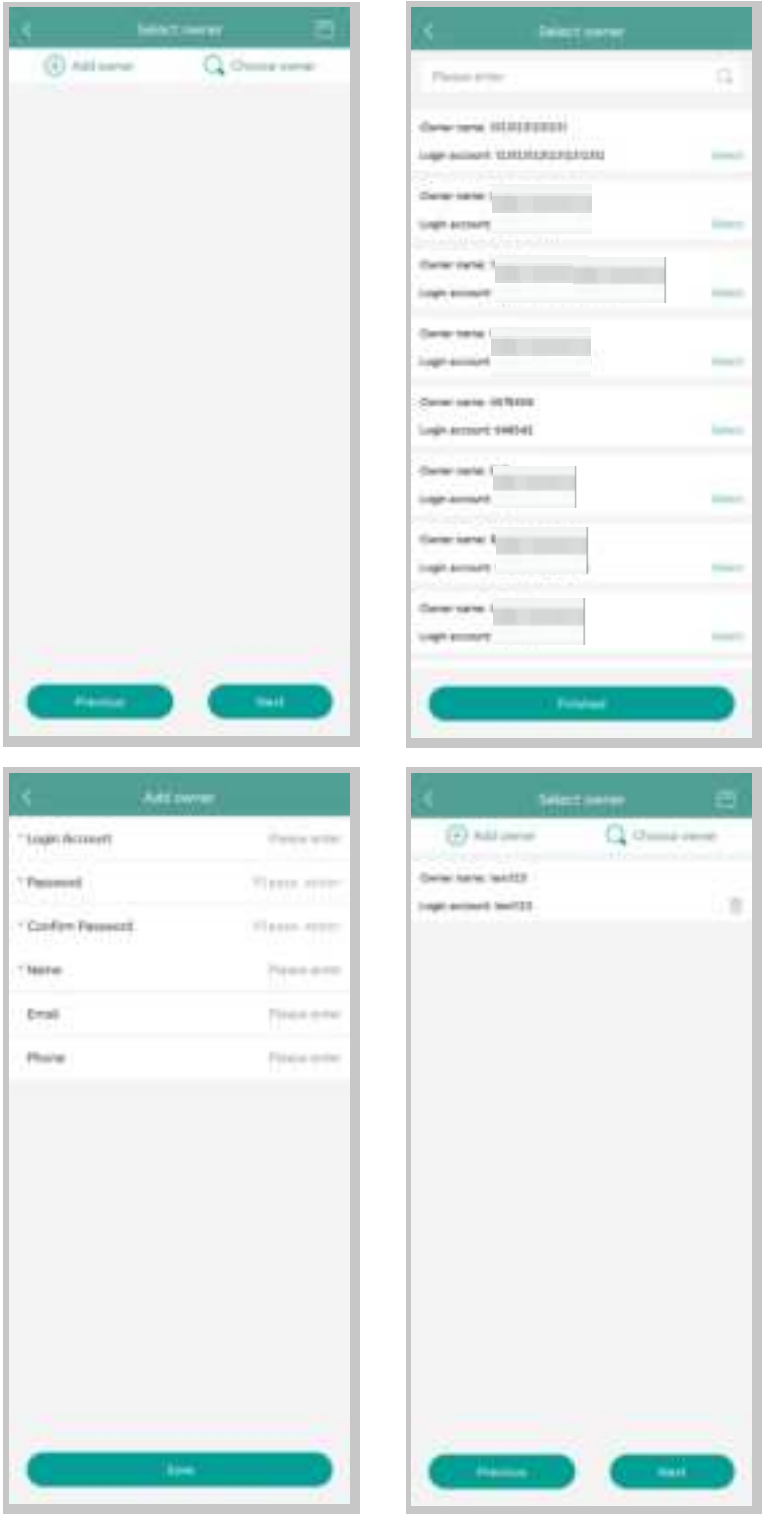 Select owner
Add owner
Choose owner
Previous
Next
Select owner
Please enter
Owner name:
Login account:
Select
Owner name:
Login account
Select
Owner name:
Login account
Select
Owner name:
Login account
Select
Owner name:
Login account:
Select
Owner name:
Login account
Select
Owner name:
Login account
Select
Owner name:
Login account
Select
Finished
Add owner
* Login Account Please enter
* Password Please enter
* Confirm Password Please enter
* Name Please enter
Email Please enter
Phone Please enter
Save
Select owner
Add owner
Choose owner
Owner name: test123
Login account: test123
Previous
Next